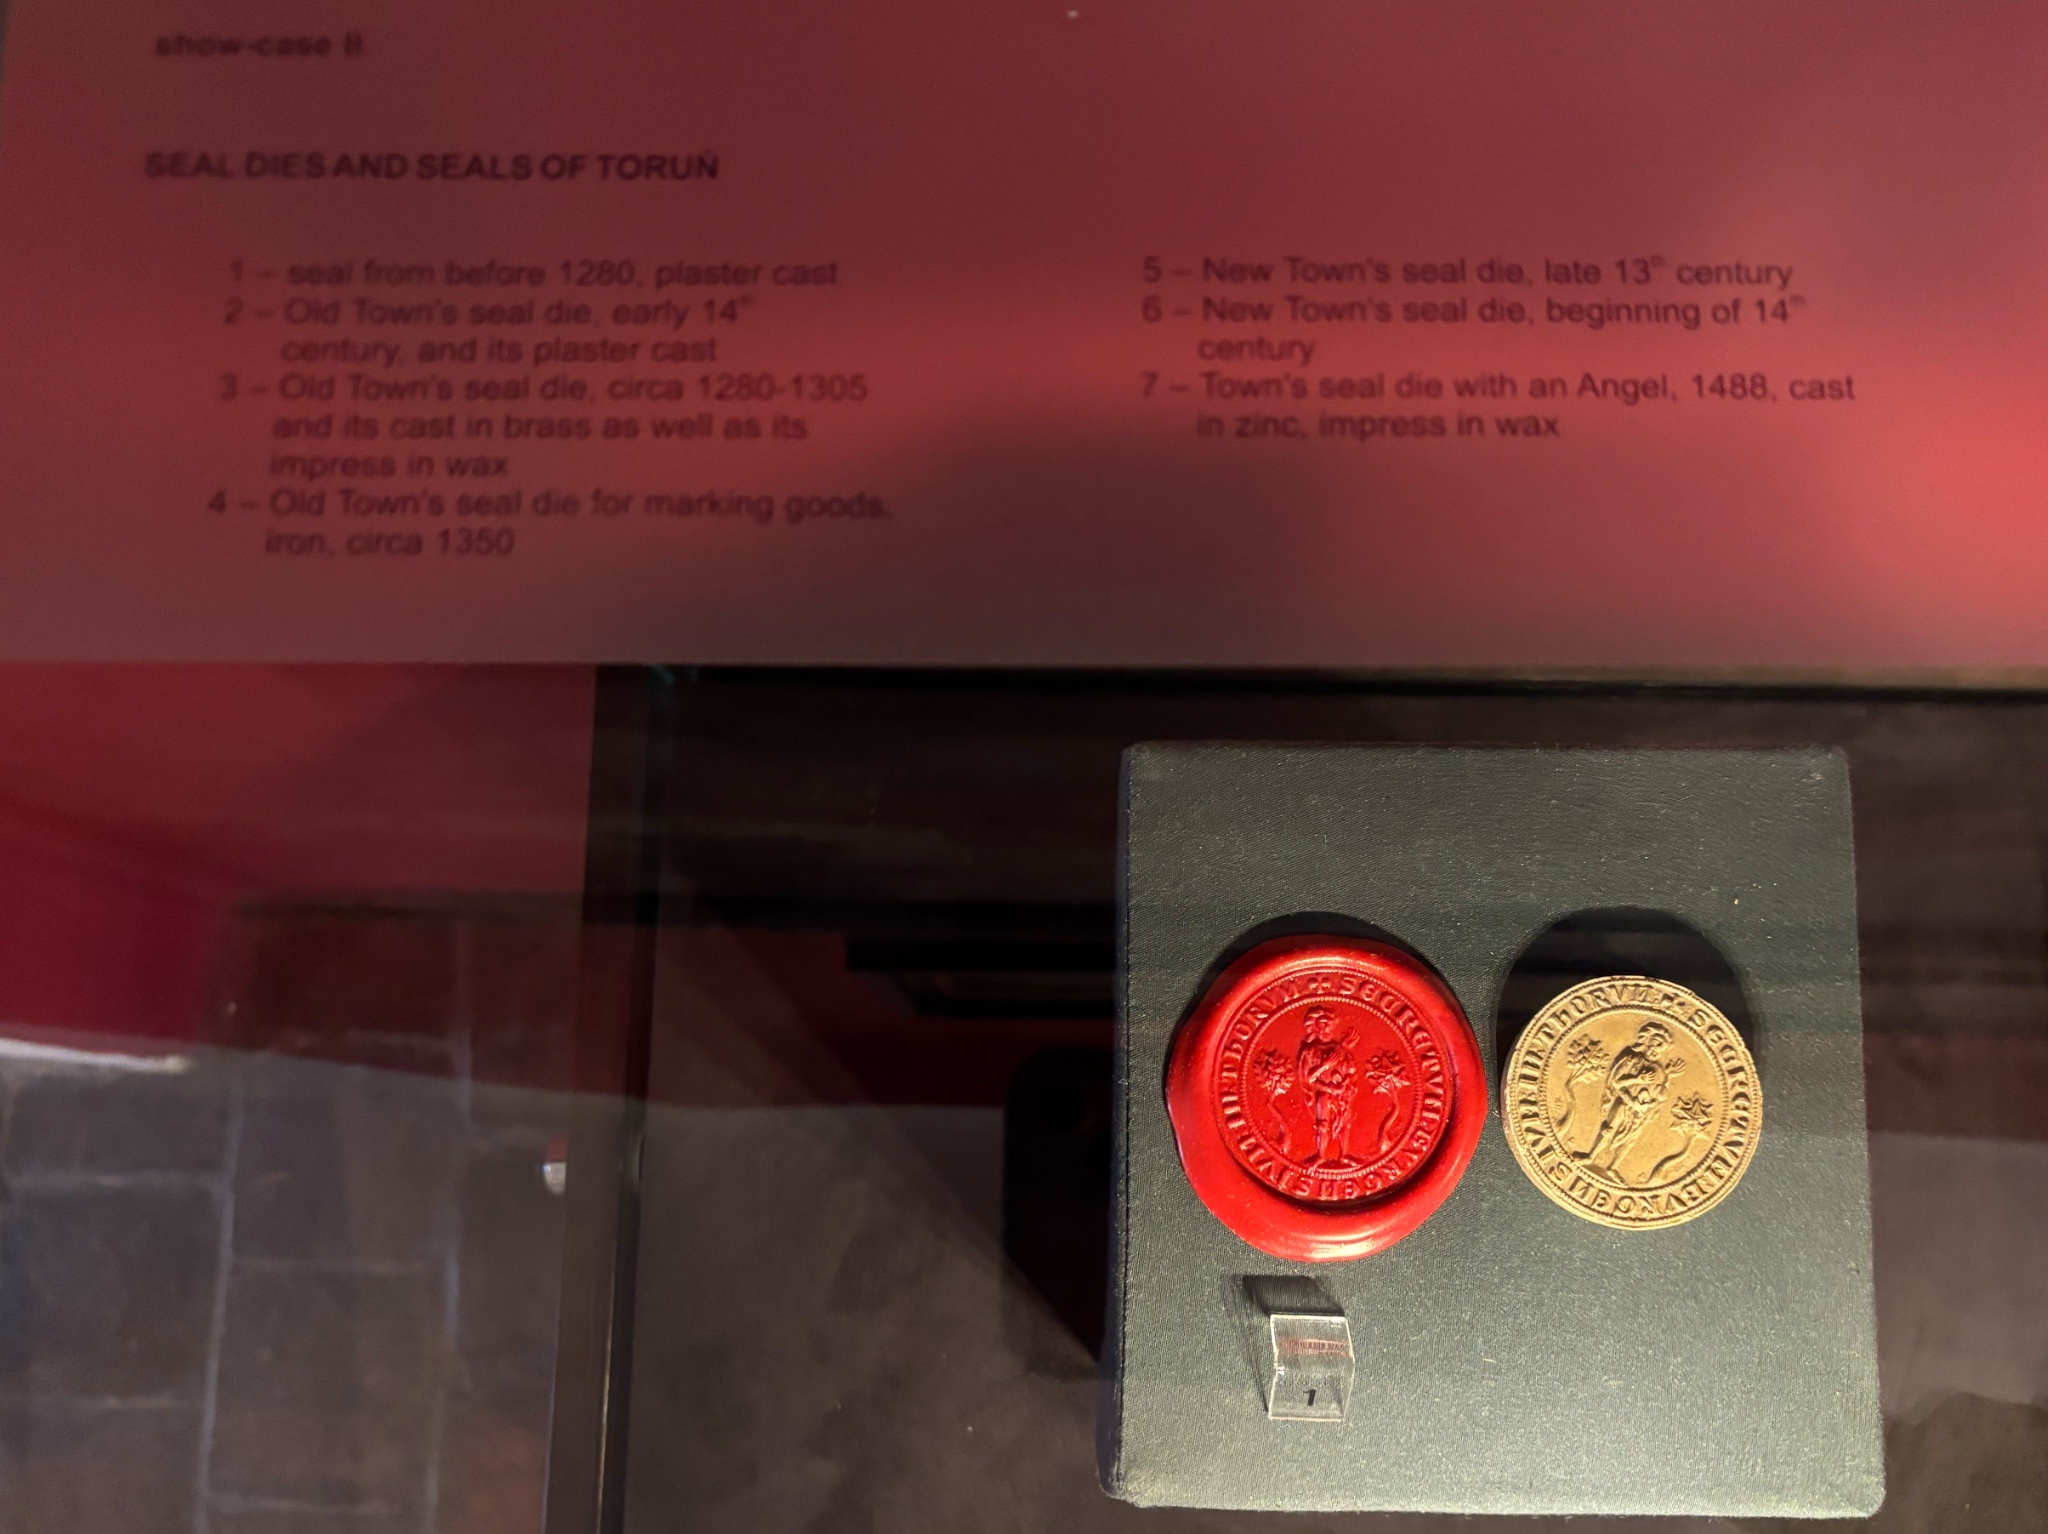 show-case II.
SEAL DIES AND SEALS OF TORUŃ
1 – seal from before 1280, plaster cast
2 – Old Town's seal die, early 14th
century, and its plaster cast
3 – Old Town's seal die, circa 1280-1305
and its cast in brass as well as its
impress in wax
4 – Old Town's seal die for marking goods,
iron, circa 1350
5 – New Town's seal die, late 13th century
6 – New Town's seal die, beginning of 14th
century
7 – Town's seal die with an Angel, 1488, cast
in zinc, impress in wax
1